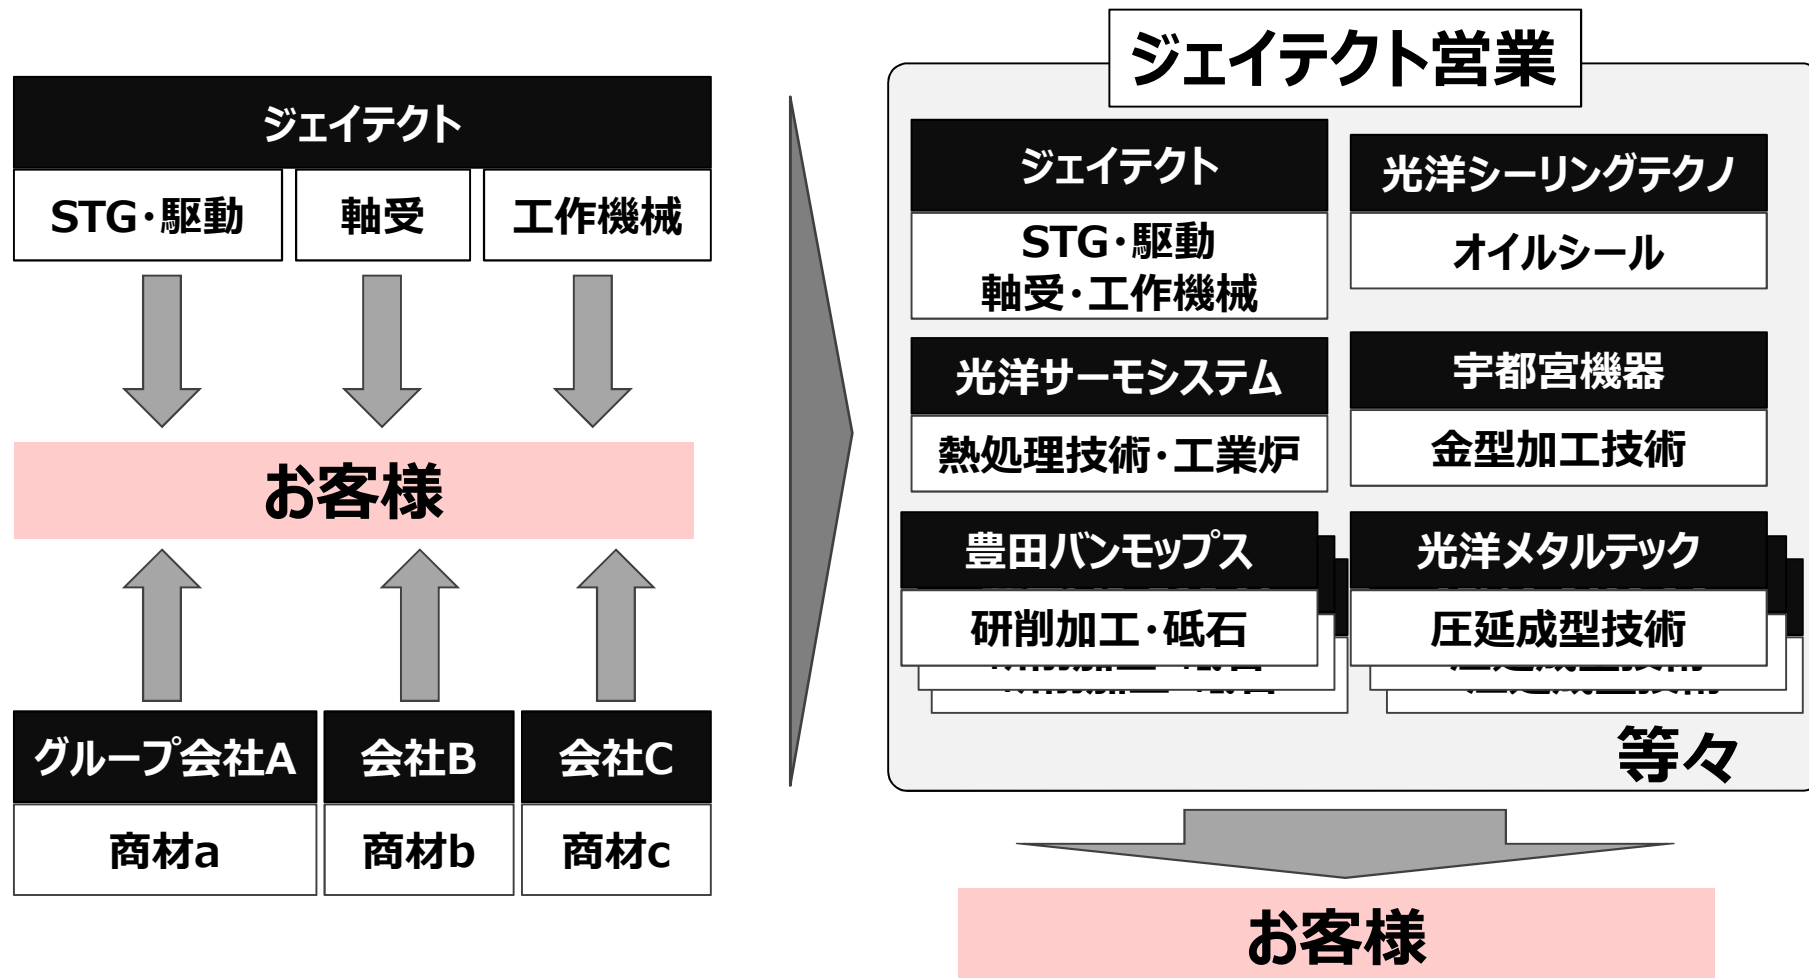 ジェイテクト
STG・駆動
軸受
工作機械
お客様
グループ会社A
会社B
会社C
商材a
商材b
商材c
ジェイテクト営業
ジェイテクト
STG・駆動
軸受・工作機械
光洋シーリングテクノ
オイルシール
光洋サーモシステム
熱処理技術・工業炉
宇都宮機器
金型加工技術
豊田バンモップス
研削加工・砥石
光洋メタルテック
圧延成型技術
等々
お客様